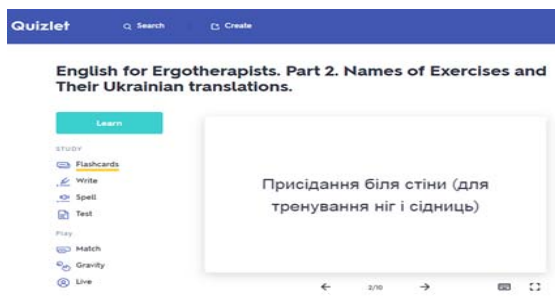 Quizlet Search Create
English for Ergotherapists. Part 2. Names of Exercises and
Their Ukrainian translations.
Learn
STUDY
Flashcards
Write
Spell
Test
Play
Match
Gravity
Live
Присідання біля стіни (для
тренування ніг і сідниць)
← 2/10 →